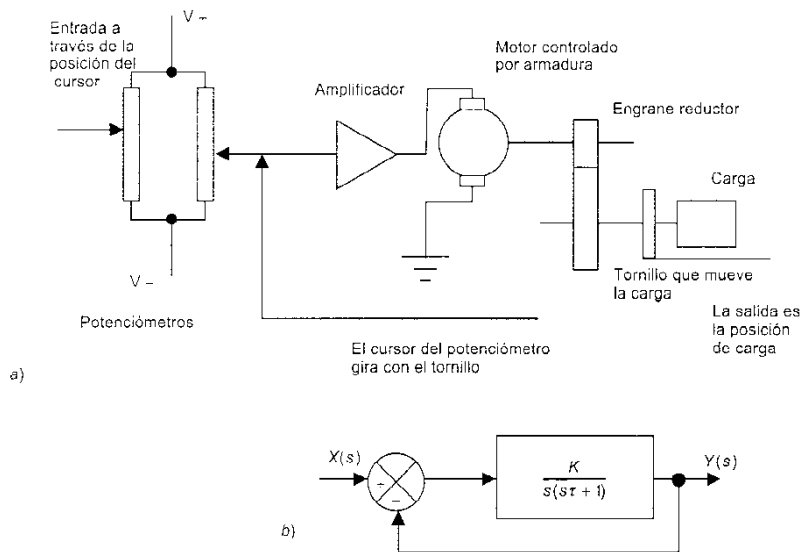 Entrada a
través de la
posición del
cursor
V +
Amplificador
Motor controlado
por armadura
Engrane reductor
Carga
V –
Potenciómetros
Tornillo que mueve
la carga
La salida es
la posición
de carga
El cursor del potenciómetro
gira con el tornillo
a)
X(s)
+
–
K
s(sτ + 1)
Y(s)
b)